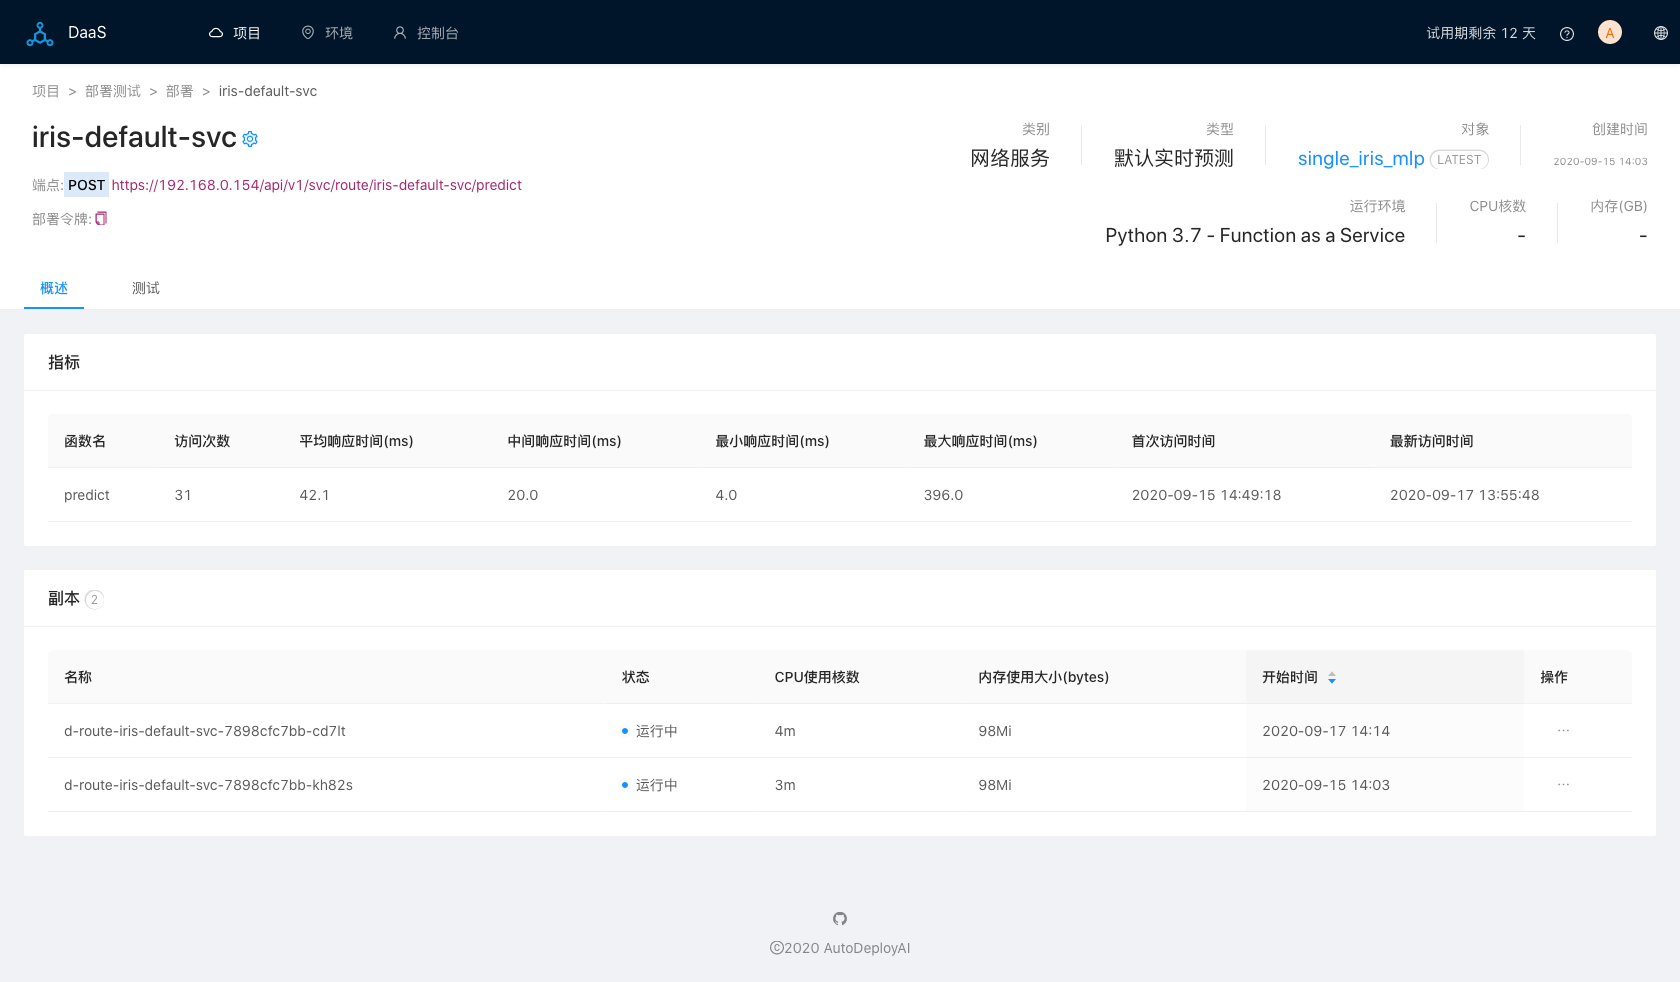 DaaS 项目 环境 控制台 试用期剩余 12 天 A
项目 > 部署测试 > 部署 > iris-default-svc
iris-default-svc
端点: POST https://192.168.0.154/api/v1/svc/route/iris-default-svc/predict
部署令牌:
类别 类型 对象 创建时间
网络服务 默认实时预测 single_iris_mlp LATEST 2020-09-15 14:03
运行环境 CPU核数 内存(GB)
Python 3.7 - Function as a Service - -
概述 测试
指标
函数名 访问次数 平均响应时间(ms) 中间响应时间(ms) 最小响应时间(ms) 最大响应时间(ms) 首次访问时间 最新访问时间
predict 31 42.1 20.0 4.0 396.0 2020-09-15 14:49:18 2020-09-17 13:55:48
副本 2
名称 状态 CPU使用核数 内存使用大小(bytes) 开始时间 操作
d-route-iris-default-svc-7898cfc7bb-cd7lt 运行中 4m 98Mi 2020-09-17 14:14 ···
d-route-iris-default-svc-7898cfc7bb-kh82s 运行中 3m 98Mi 2020-09-15 14:03 ···
©2020 AutoDeployAI